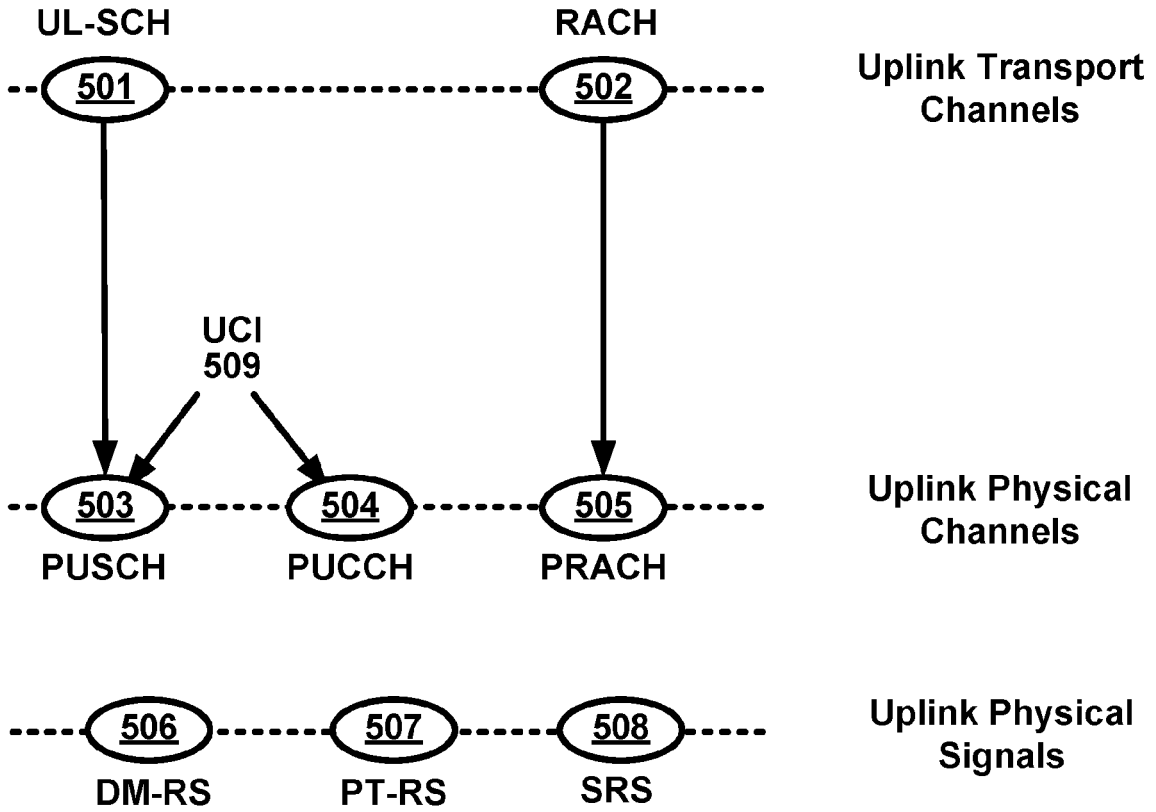 UL-SCH
RACH
501
502
Uplink Transport
Channels
UCI
509
503
504
505
Uplink Physical
Channels
PUSCH
PUCCH
PRACH
506
507
508
Uplink Physical
Signals
DM-RS
PT-RS
SRS